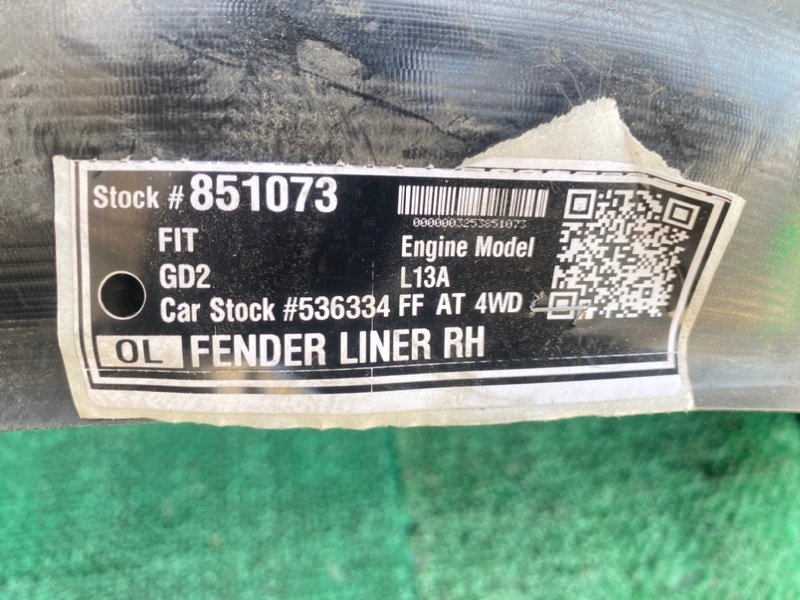 Stock # 851073
0000003253851073
FIT
Engine Model
GD2
L13A
Car Stock #536334 FF AT 4WD
OL FENDER LINER RH